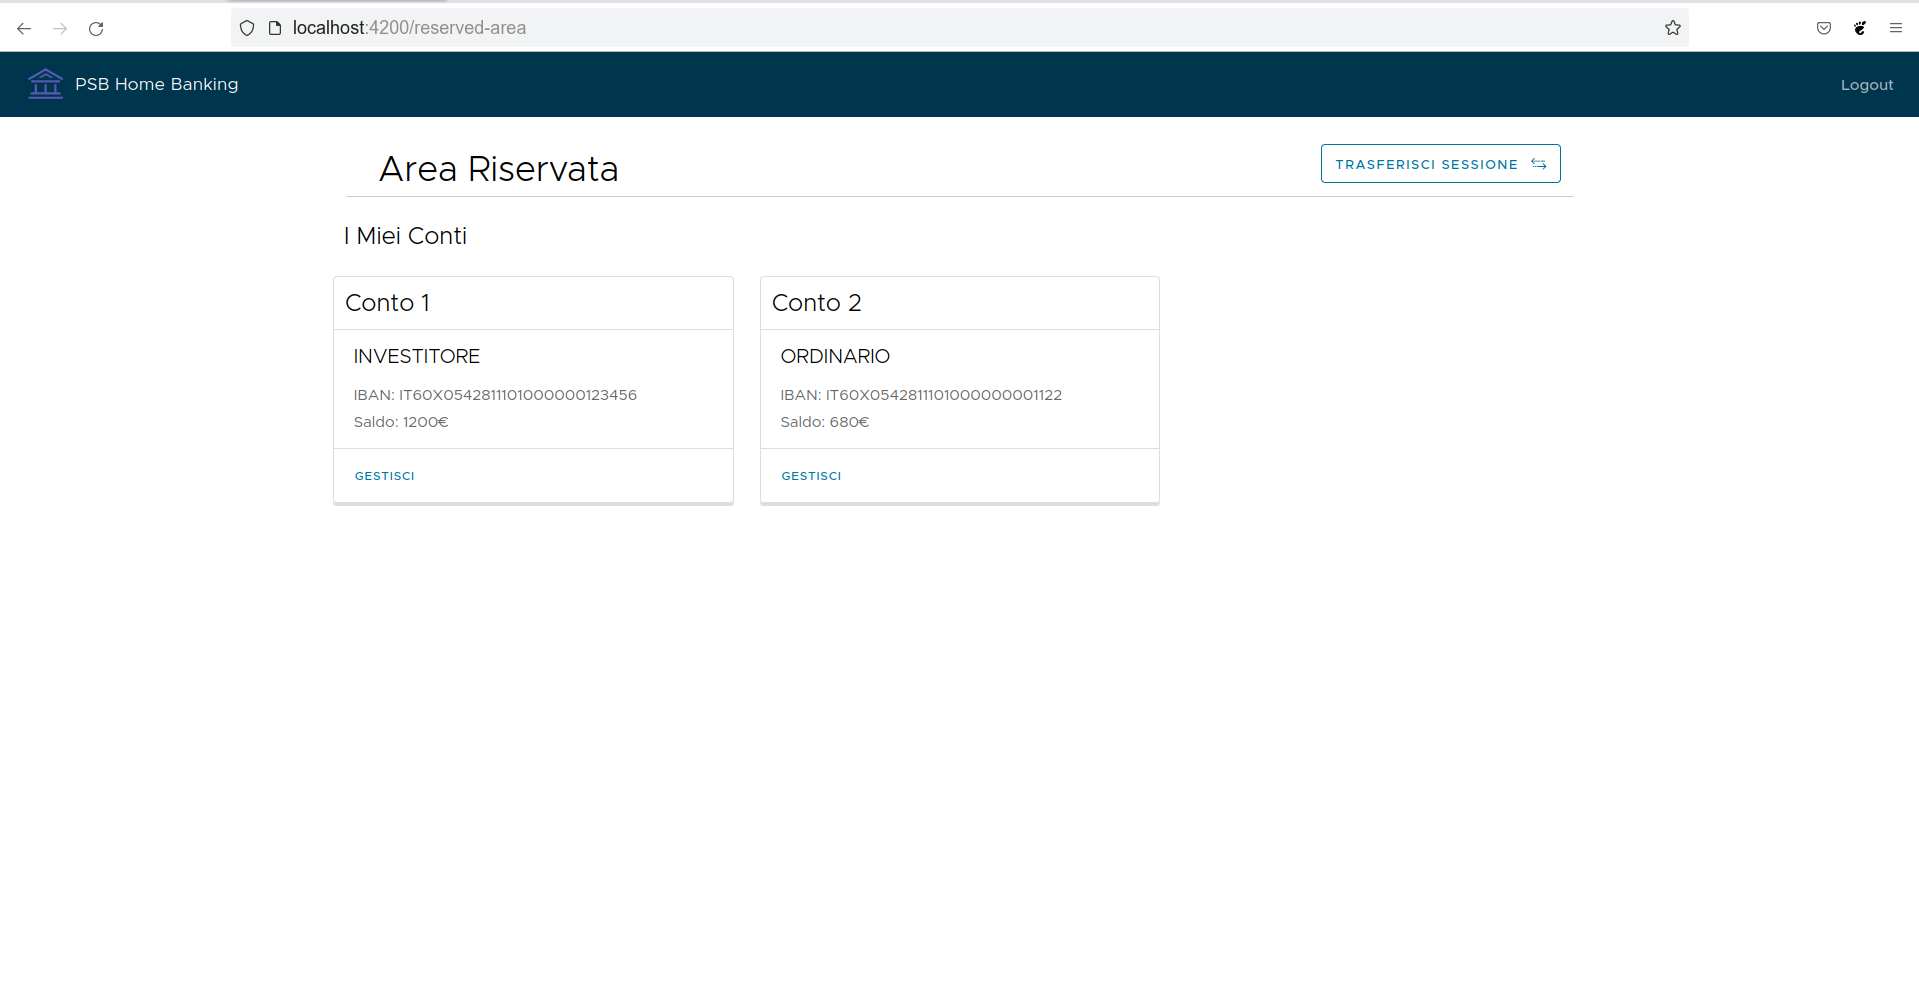 localhost:4200/reserved-area
PSB Home Banking
Logout
Area Riservata
TRASFERISCI SESSIONE
I Miei Conti
Conto 1
INVESTITORE
IBAN: IT60X0542811101000000123456
Saldo: 1200€
GESTISCI
Conto 2
ORDINARIO
IBAN: IT60X0542811101000000001122
Saldo: 680€
GESTISCI